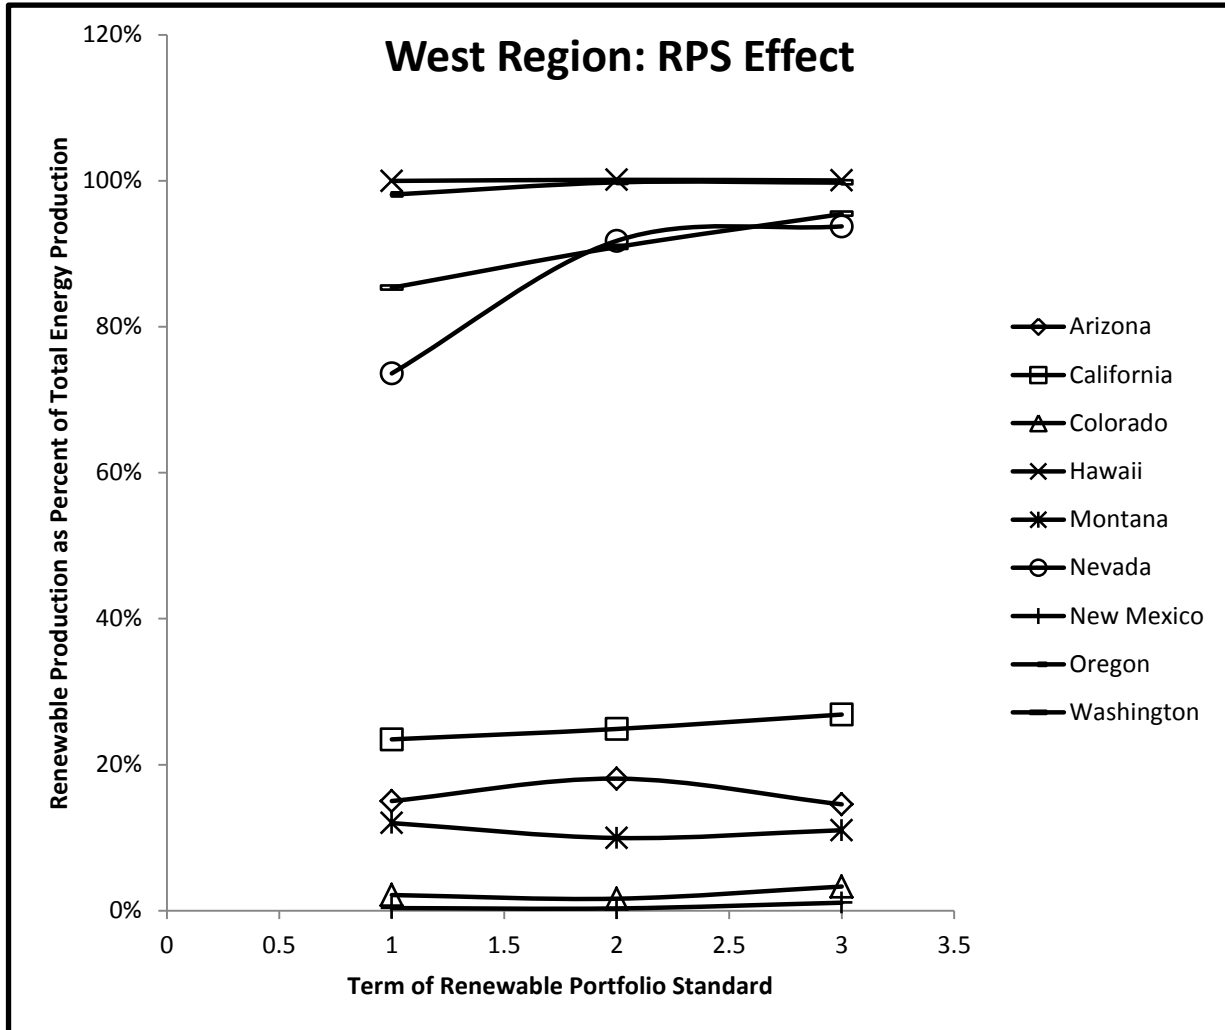 West Region: RPS Effect
Renewable Production as Percent of Total Energy Production
120%
100%
80%
60%
40%
20%
0%
0
0.5
1
1.5
2
2.5
3
3.5
Term of Renewable Portfolio Standard
Arizona
California
Colorado
Hawaii
Montana
Nevada
New Mexico
Oregon
Washington